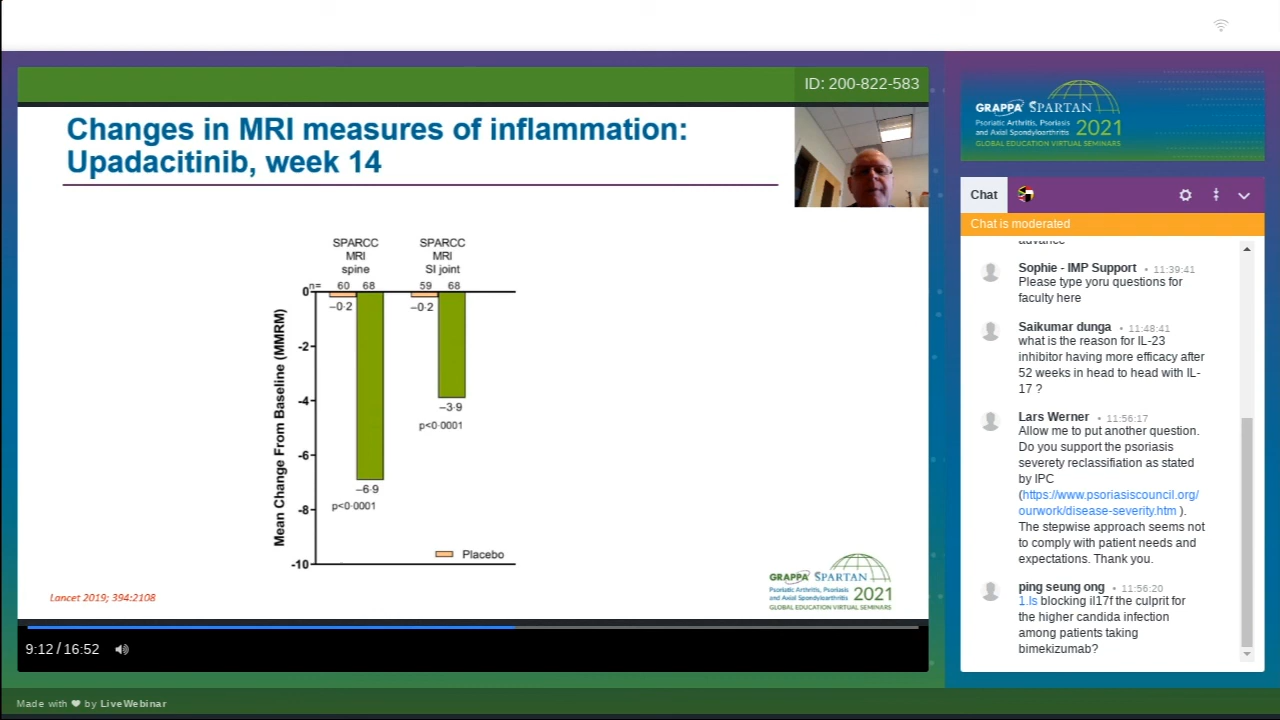 ID: 200-822-583
Changes in MRI measures of inflammation:
Upadacitinib, week 14
SPARCC
MRI
spine
SPARCC
MRI
SI joint
n= 60 68 59 68
0
-2
-4
-6
-8
-10
Mean Change From Baseline (MMRM)
–0·2
–0·2
–3·9
p<0·0001
–6·9
p<0·0001
Placebo
Lancet 2019; 394:2108
GRAPPA SPARTAN
Psoriatic Arthritis, Psoriasis
and Axial Spondyloarthritis 2021
GLOBAL EDUCATION VIRTUAL SEMINARS
9:12 / 16:52
Made with ❤ by LiveWebinar
GRAPPA SPARTAN
Psoriatic Arthritis, Psoriasis
and Axial Spondyloarthritis 2021
GLOBAL EDUCATION VIRTUAL SEMINARS
Chat
Chat is moderated
advance
Sophie - IMP Support • 11:39:41
Please type yoru questions for
faculty here
Saikumar dunga • 11:48:41
what is the reason for IL-23
inhibitor having more efficacy after
52 weeks in head to head with IL-
17 ?
Lars Werner • 11:56:17
Allow me to put another question.
Do you support the psoriasis
severety reclassifiation as stated
by IPC
(https://www.psoriasiscouncil.org/
ourwork/disease-severity.htm ).
The stepwise approach seems not
to comply with patient needs and
expectations. Thank you.
ping seung ong • 11:56:20
1.Is blocking il17f the culprit for
the higher candida infection
among patients taking
bimekizumab?